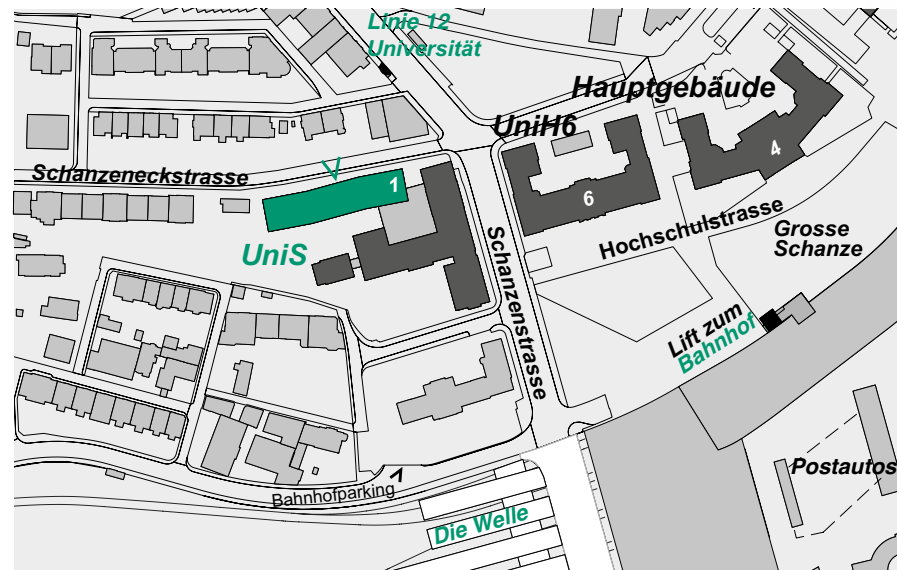 Linie 12
Universität
Hauptgebäude
UniH6
4
Schanzeneckstrasse
1
6
UniS
Hochschulstrasse
Grosse
Schanze
Schanzenstrasse
Lift zum
Bahnhof
Postautos
Bahnhofparking
Die Welle